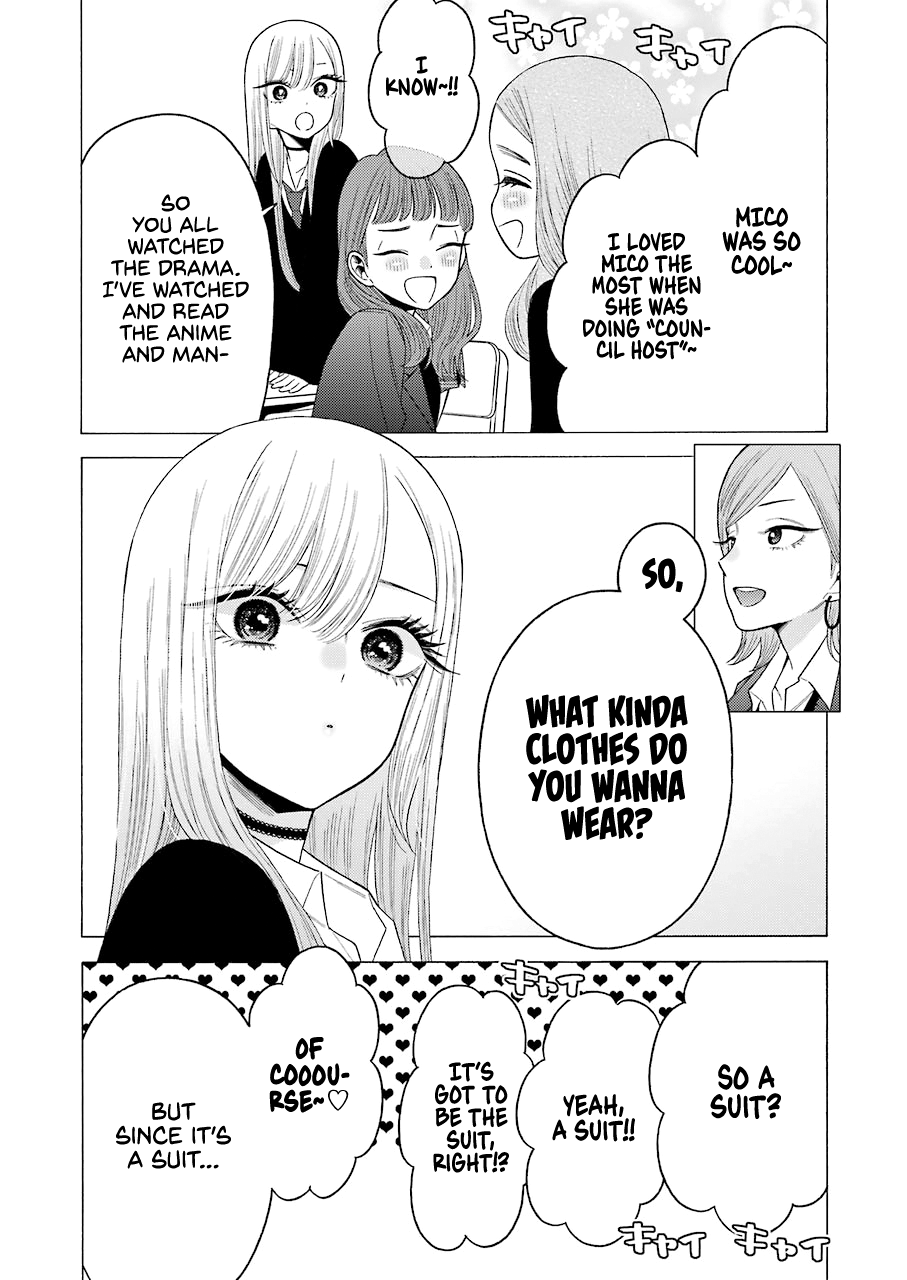 キャイ
キャイ
MICO
WAS SO
COOL~
I LOVED
MICO THE
MOST WHEN
SHE WAS
DOING "COUN-
CIL HOST"~
I
KNOW~!!
SO
YOU ALL
WATCHED
THE DRAMA.
I'VE WATCHED
AND READ
THE ANIME
AND MAN-
SO,
WHAT KINDA
CLOTHES DO
YOU WANNA
WEAR?
キャイ
SO A
SUIT?
YEAH,
A SUIT!!
IT'S
GOT TO
BE THE
SUIT,
RIGHT!?
OF
COOOU-
RSE~♡
BUT
SINCE IT'S
A SUIT...
キャイ
キャイ